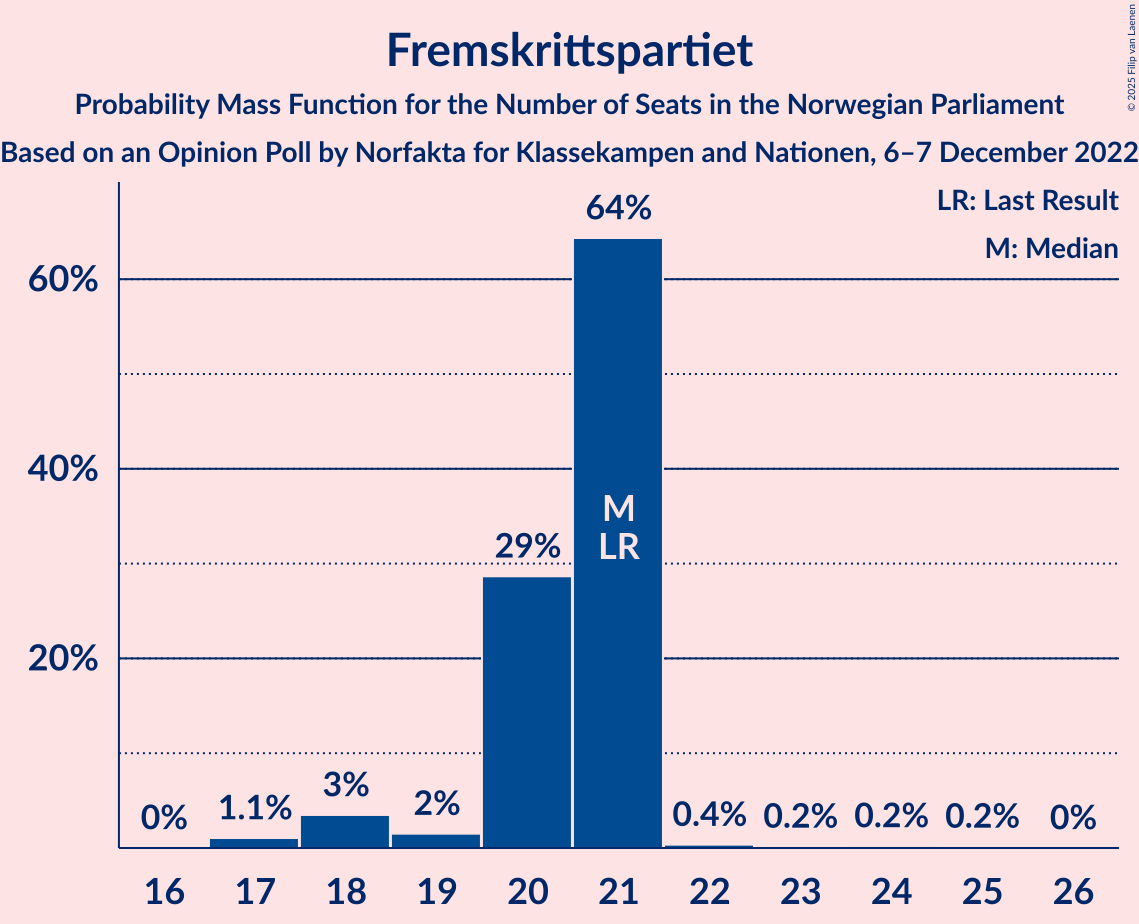 Fremskrittspartiet
Probability Mass Function for the Number of Seats in the Norwegian Parliament
Based on an Opinion Poll by Norfakta for Klassekampen and Nationen, 6–7 December 2022
© 2025 Filip van Laenen
LR: Last Result
M: Median
60%
40%
20%
0%
1.1%
3%
2%
29%
64%
M
LR
0.4%
0.2%
0.2%
0.2%
0%
16 17 18 19 20 21 22 23 24 25 26